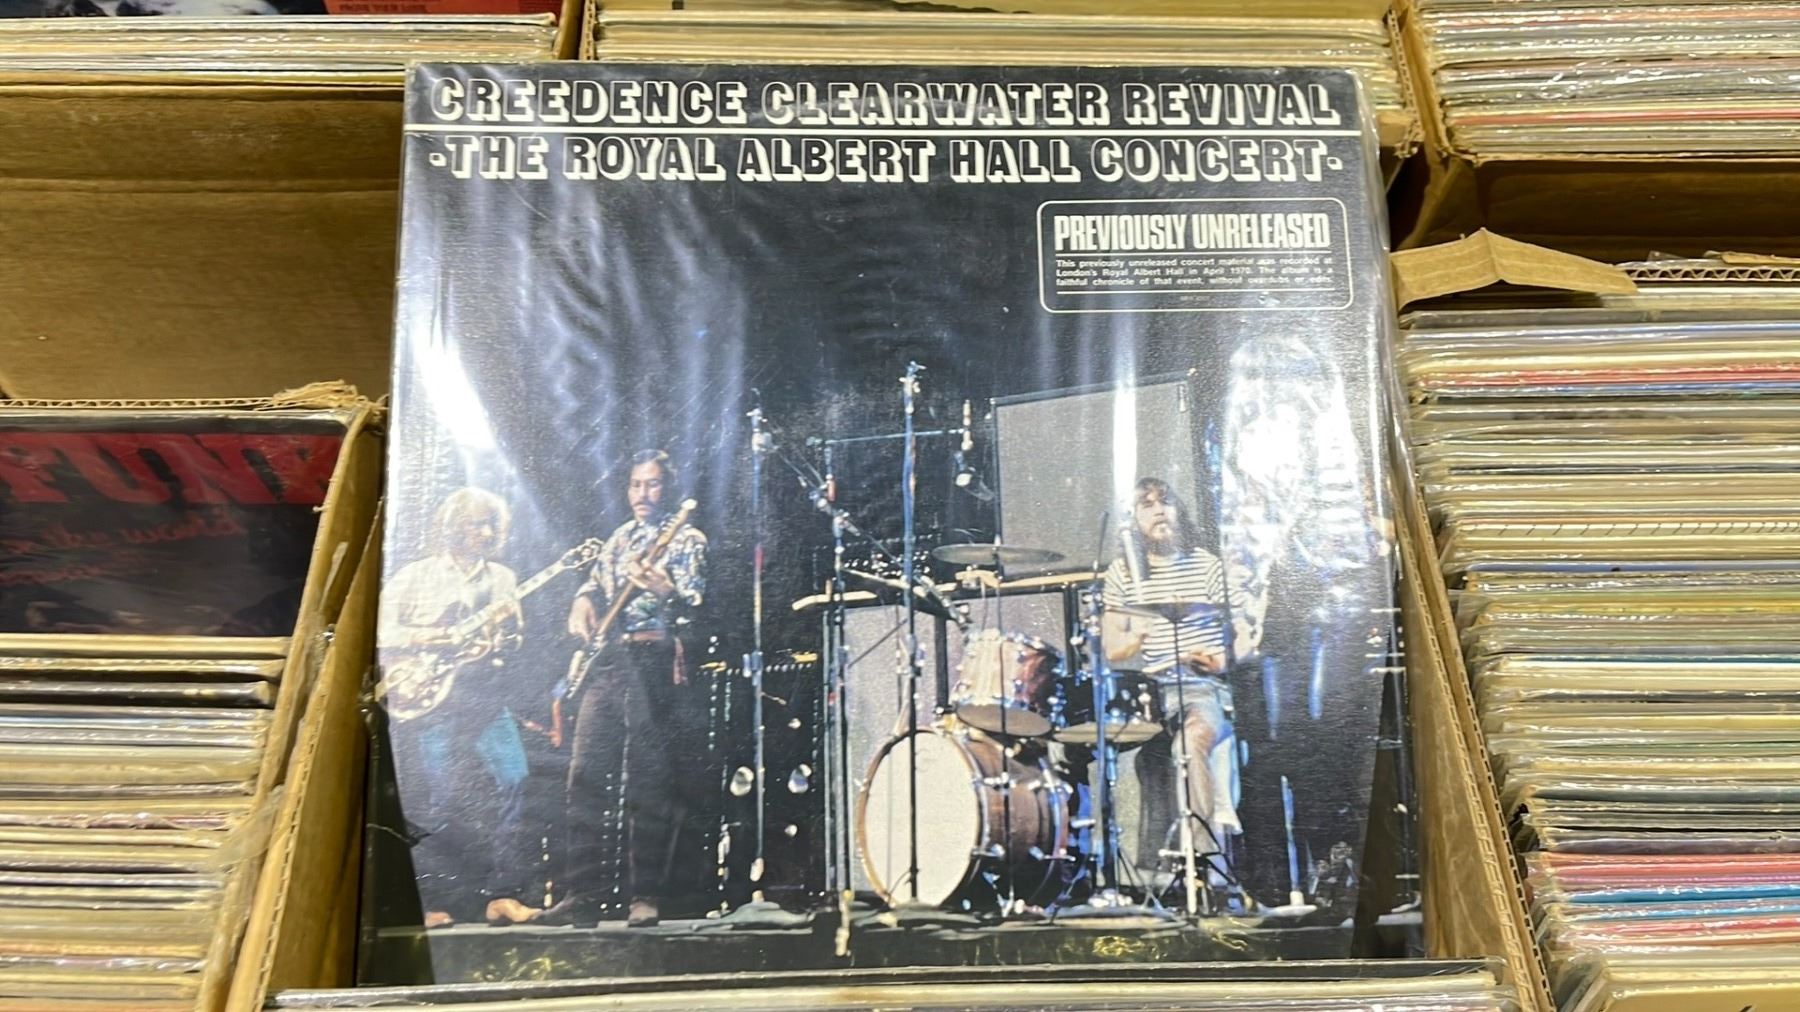 CREEDENCE CLEARWATER REVIVAL
·THE ROYAL ALBERT HALL CONCERT·
PREVIOUSLY UNRELEASED
This previously unreleased concert material was recorded at
London's Royal Albert Hall in April 1970. The album is a
faithful chronicle of that event, without overdubs or edits.
FUNK